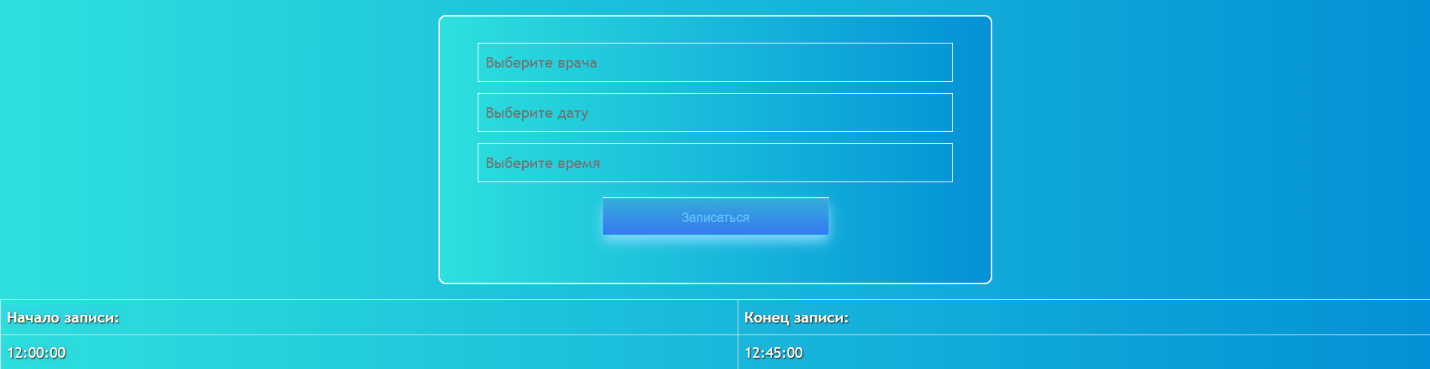 Выберите врача
Выберите дату
Выберите время
Записаться
Начало записи: Конец записи:
12:00:00 12:45:00